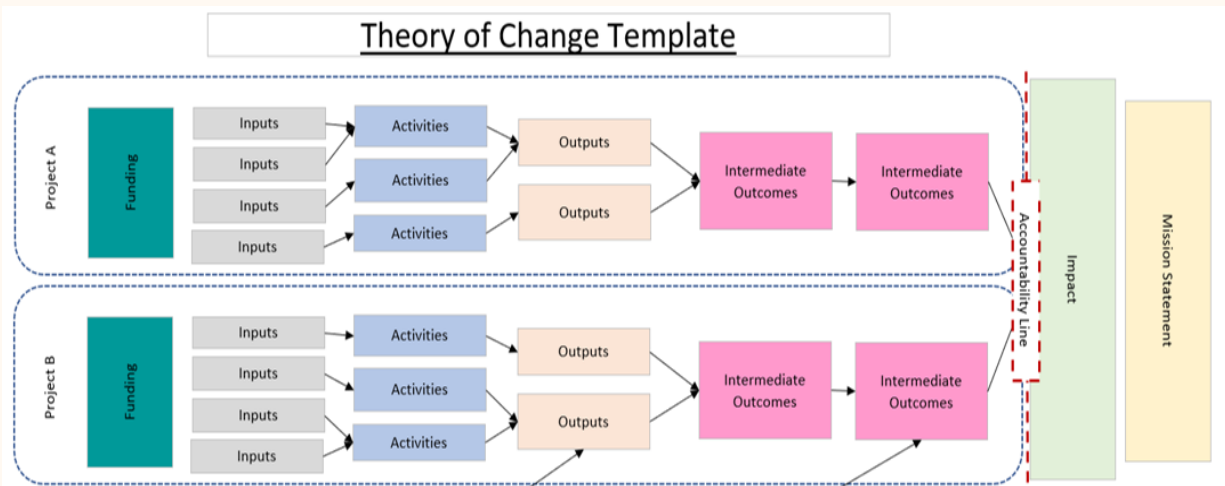 Theory of Change Template
Project A
Funding
Inputs
Inputs
Inputs
Inputs
Activities
Activities
Activities
Outputs
Outputs
Intermediate
Outcomes
Intermediate
Outcomes
Project B
Funding
Inputs
Inputs
Inputs
Inputs
Activities
Activities
Activities
Outputs
Outputs
Intermediate
Outcomes
Intermediate
Outcomes
Accountability Line
Impact
Mission Statement